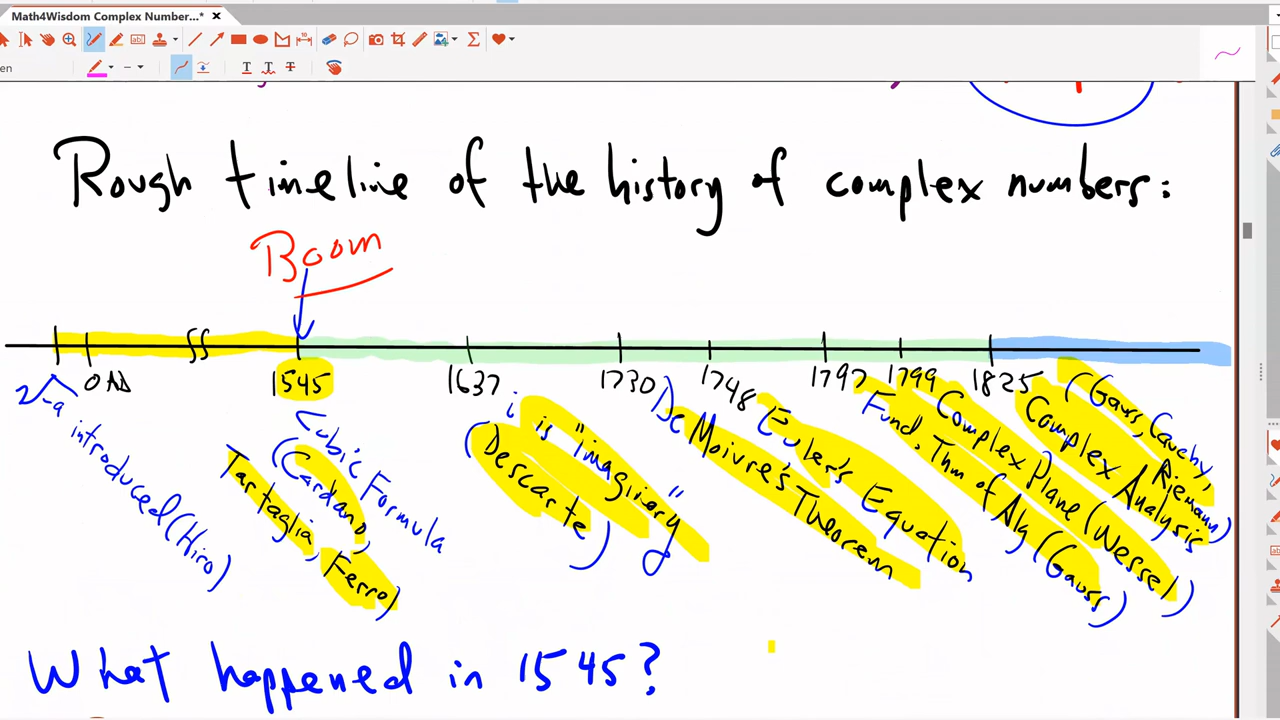 Math4Wisdom Complex Number...*
en
Rough timeline of the history of complex numbers:
Boom
0 AD
1545
1637
1730
1748
1797
1799
1825
√-a introduced (Hiro)
Cubic Formula
(Cardano,
Tartaglia, Ferro)
i is "imaginary"
(Descarte)
De Moivre's Theorem
Euler's Equation
Fund. Thm of Alg (Gauss)
Complex Plane (Wessel)
Complex Analysis
(Gauss, Cauchy,
Riemann)
What happened in 1545?